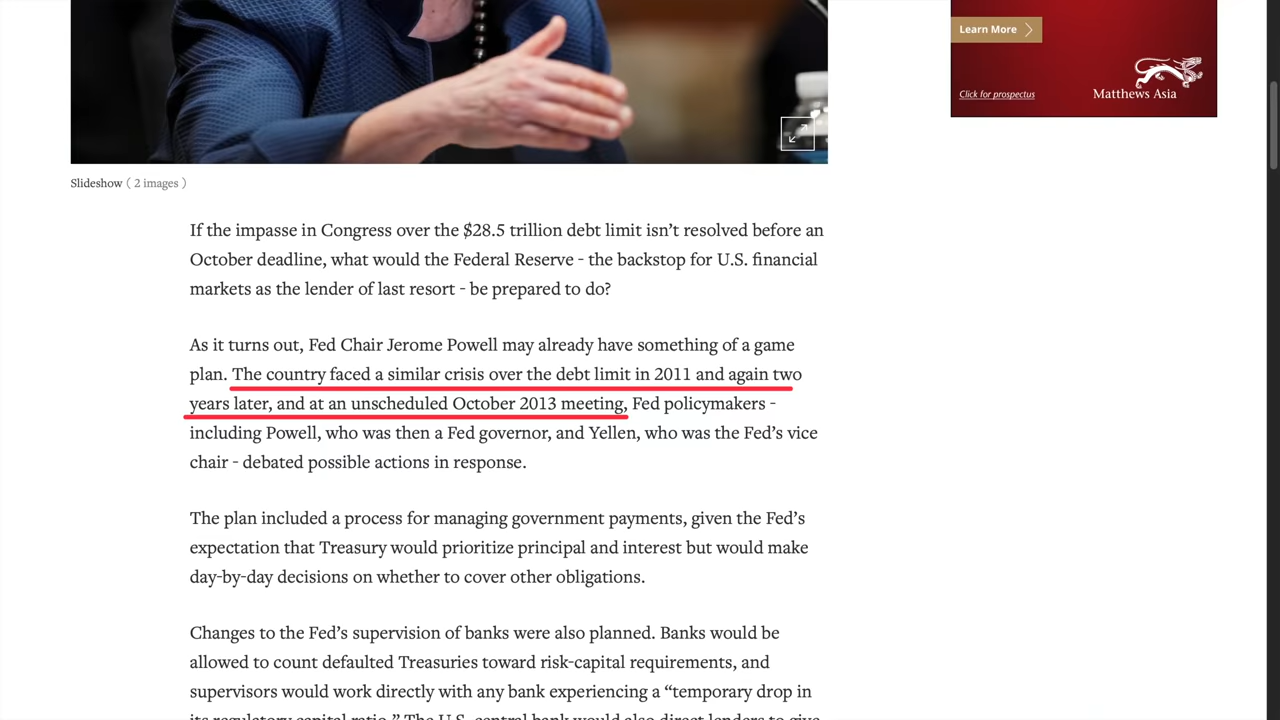 Learn More
Click for prospectus
Matthews Asia
Slideshow ( 2 images )
If the impasse in Congress over the $28.5 trillion debt limit isn’t resolved before an
October deadline, what would the Federal Reserve - the backstop for U.S. financial
markets as the lender of last resort - be prepared to do?
As it turns out, Fed Chair Jerome Powell may already have something of a game
plan. The country faced a similar crisis over the debt limit in 2011 and again two
years later, and at an unscheduled October 2013 meeting, Fed policymakers -
including Powell, who was then a Fed governor, and Yellen, who was the Fed’s vice
chair - debated possible actions in response.
The plan included a process for managing government payments, given the Fed’s
expectation that Treasury would prioritize principal and interest but would make
day-by-day decisions on whether to cover other obligations.
Changes to the Fed’s supervision of banks were also planned. Banks would be
allowed to count defaulted Treasuries toward risk-capital requirements, and
supervisors would work directly with any bank experiencing a “temporary drop in
its regulatory capital ratio.” The U.S. central bank would also direct lenders to give